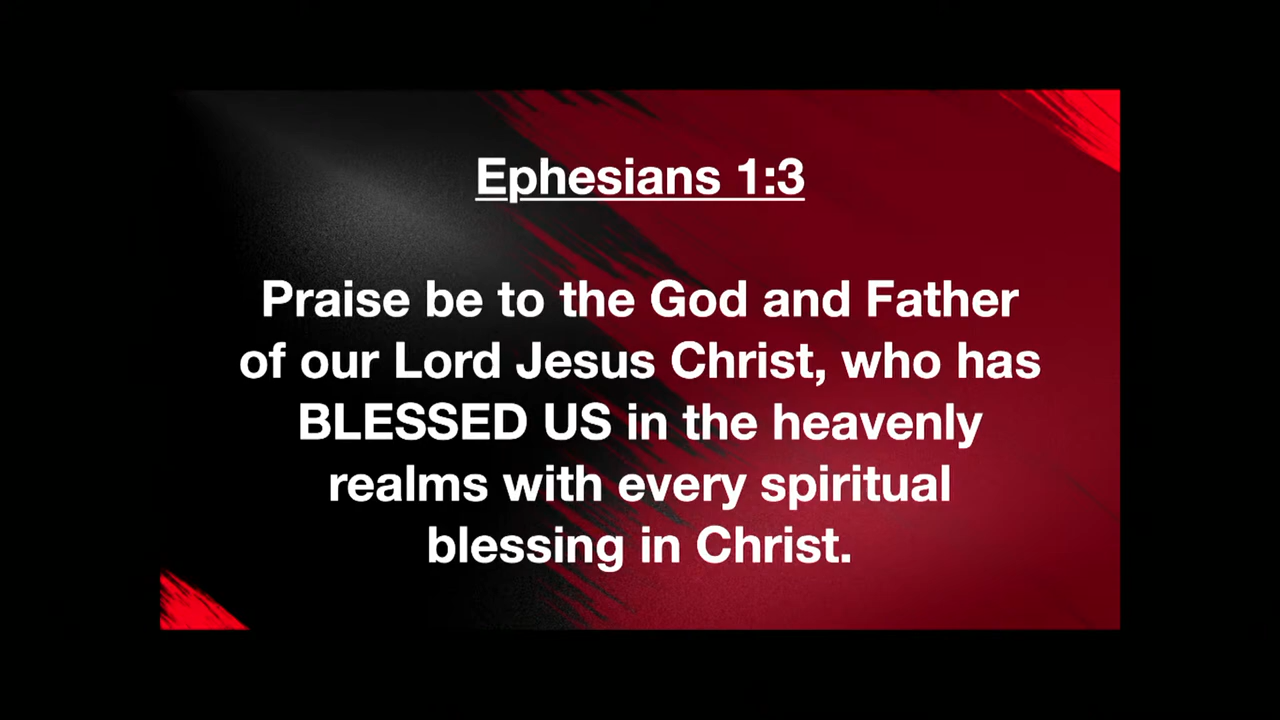 Ephesians 1:3
Praise be to the God and Father
of our Lord Jesus Christ, who has
BLESSED US in the heavenly
realms with every spiritual
blessing in Christ.